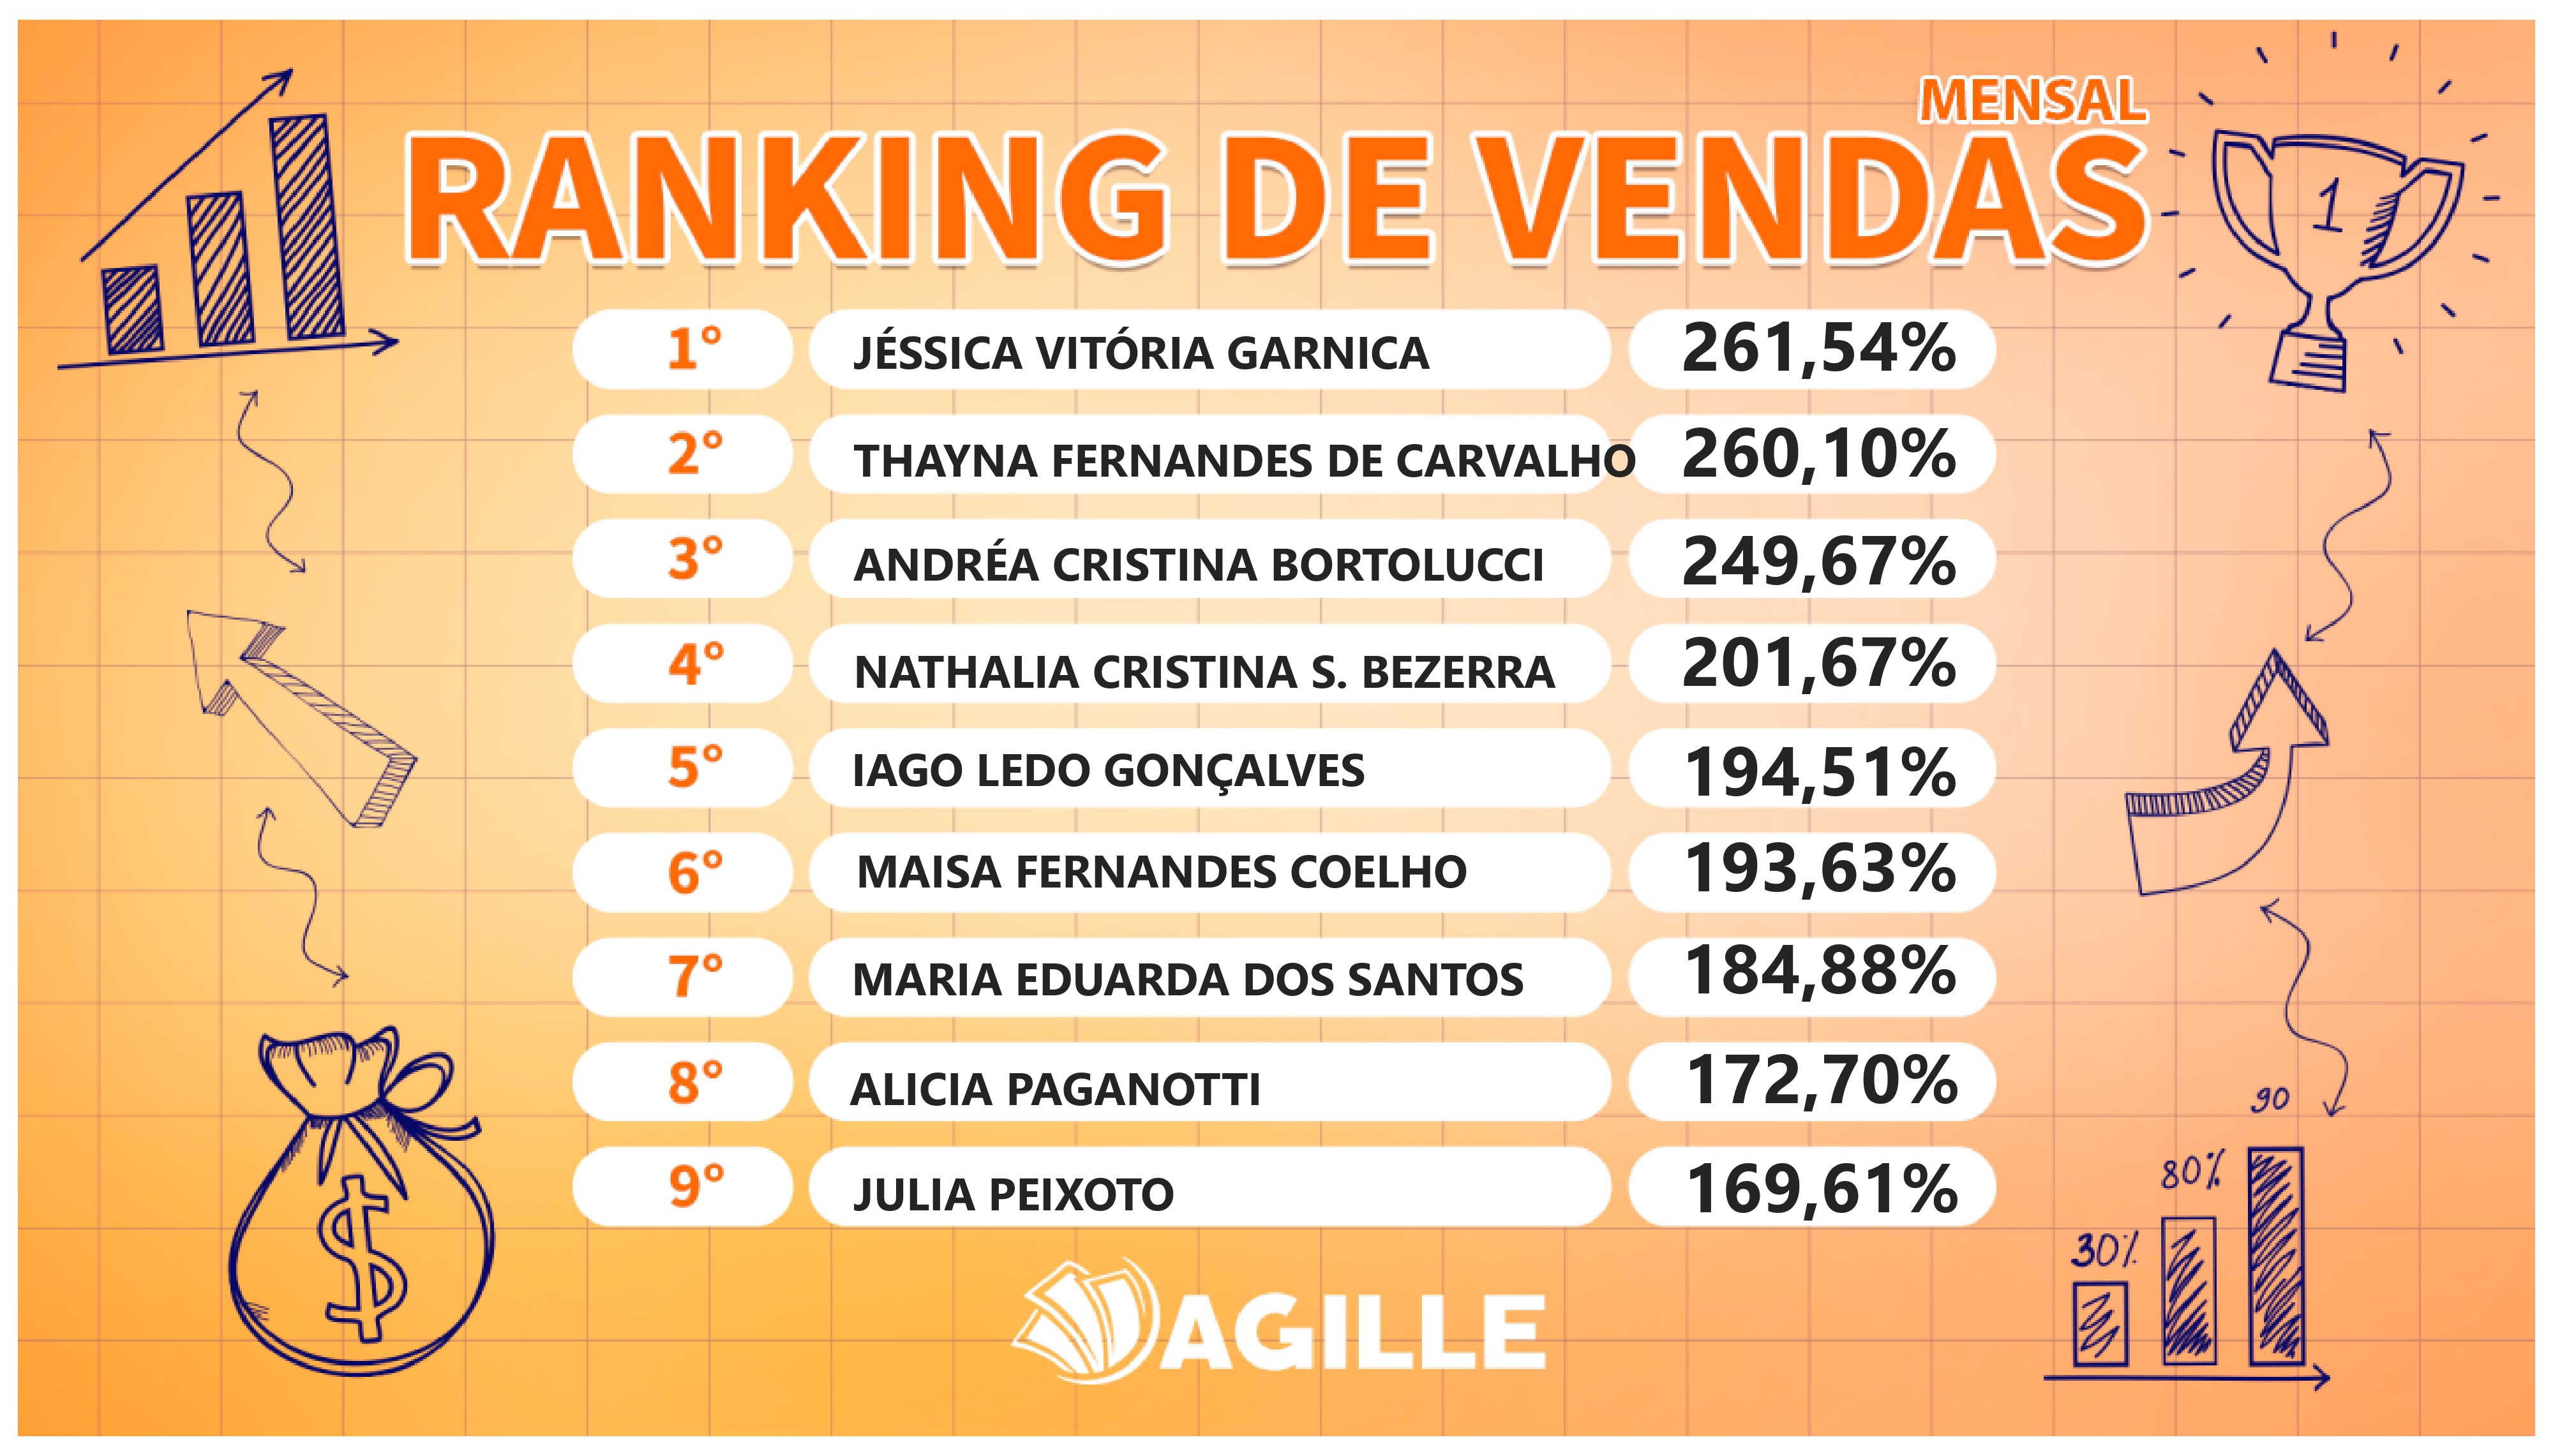 MENSAL
RANKING DE VENDAS
1
1° JÉSSICA VITÓRIA GARNICA 261,54%
2° THAYNA FERNANDES DE CARVALHO 260,10%
3° ANDRÉA CRISTINA BORTOLUCCI 249,67%
4° NATHALIA CRISTINA S. BEZERRA 201,67%
5° IAGO LEDO GONÇALVES 194,51%
6° MAISA FERNANDES COELHO 193,63%
7° MARIA EDUARDA DOS SANTOS 184,88%
8° ALICIA PAGANOTTI 172,70%
9° JULIA PEIXOTO 169,61%
90
80%
30%
$
AGILLE